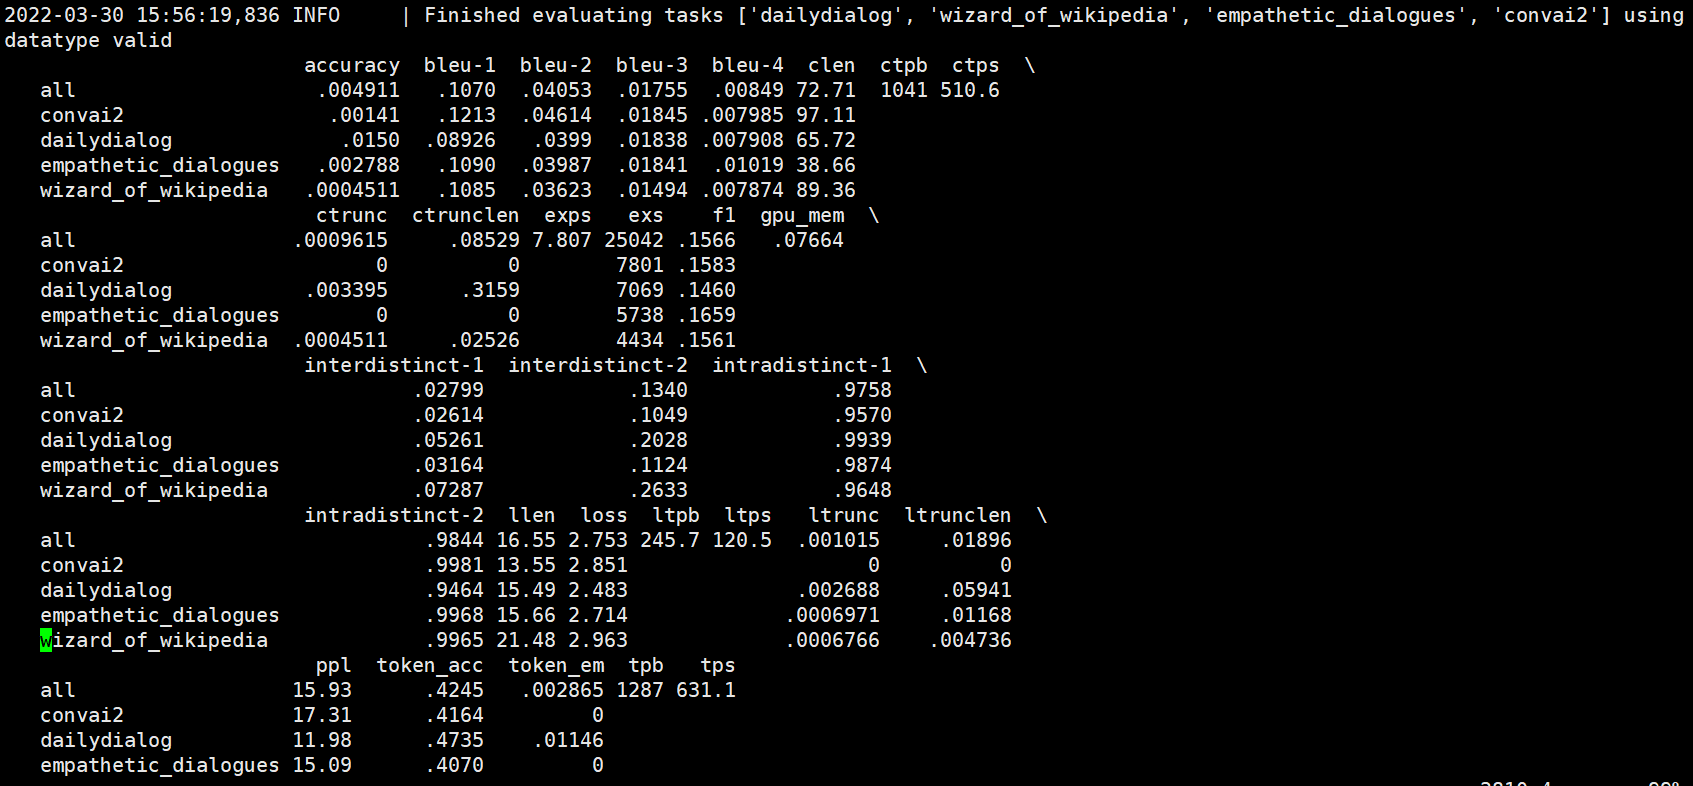 2022-03-30 15:56:19,836 INFO     | Finished evaluating tasks ['dailydialog', 'wizard_of_wikipedia', 'empathetic_dialogues', 'convai2'] using
datatype valid
                         accuracy  bleu-1  bleu-2  bleu-3  bleu-4  clen  ctpb  ctps  \
   all                    .004911  .1070  .04053  .01755  .00849 72.71  1041 510.6
   convai2                 .00141  .1213  .04614  .01845 .007985 97.11
   dailydialog              .0150 .08926   .0399  .01838 .007908 65.72
   empathetic_dialogues   .002788  .1090  .03987  .01841  .01019 38.66
   wizard_of_wikipedia   .0004511  .1085  .03623  .01494 .007874 89.36
                          ctrunc  ctrunclen  exps   exs    f1  gpu_mem  \
   all                  .0009615     .08529 7.807 25042 .1566   .07664
   convai2                     0          0        7801 .1583
   dailydialog           .003395      .3159        7069 .1460
   empathetic_dialogues        0          0        5738 .1659
   wizard_of_wikipedia  .0004511     .02526        4434 .1561
                         interdistinct-1  interdistinct-2  intradistinct-1  \
   all                            .02799            .1340            .9758
   convai2                        .02614            .1049            .9570
   dailydialog                    .05261            .2028            .9939
   empathetic_dialogues           .03164            .1124            .9874
   wizard_of_wikipedia            .07287            .2633            .9648
                         intradistinct-2  llen  loss  ltpb  ltps   ltrunc  ltrunclen  \
   all                             .9844 16.55 2.753 245.7 120.5  .001015     .01896
   convai2                         .9981 13.55 2.851                    0          0
   dailydialog                     .9464 15.49 2.483              .002688     .05941
   empathetic_dialogues            .9968 15.66 2.714             .0006971     .01168
   wizard_of_wikipedia             .9965 21.48 2.963             .0006766    .004736
                          ppl  token_acc  token_em  tpb   tps
   all                  15.93      .4245   .002865 1287 631.1
   convai2              17.31      .4164         0
   dailydialog          11.98      .4735    .01146
   empathetic_dialogues 15.09      .4070         0